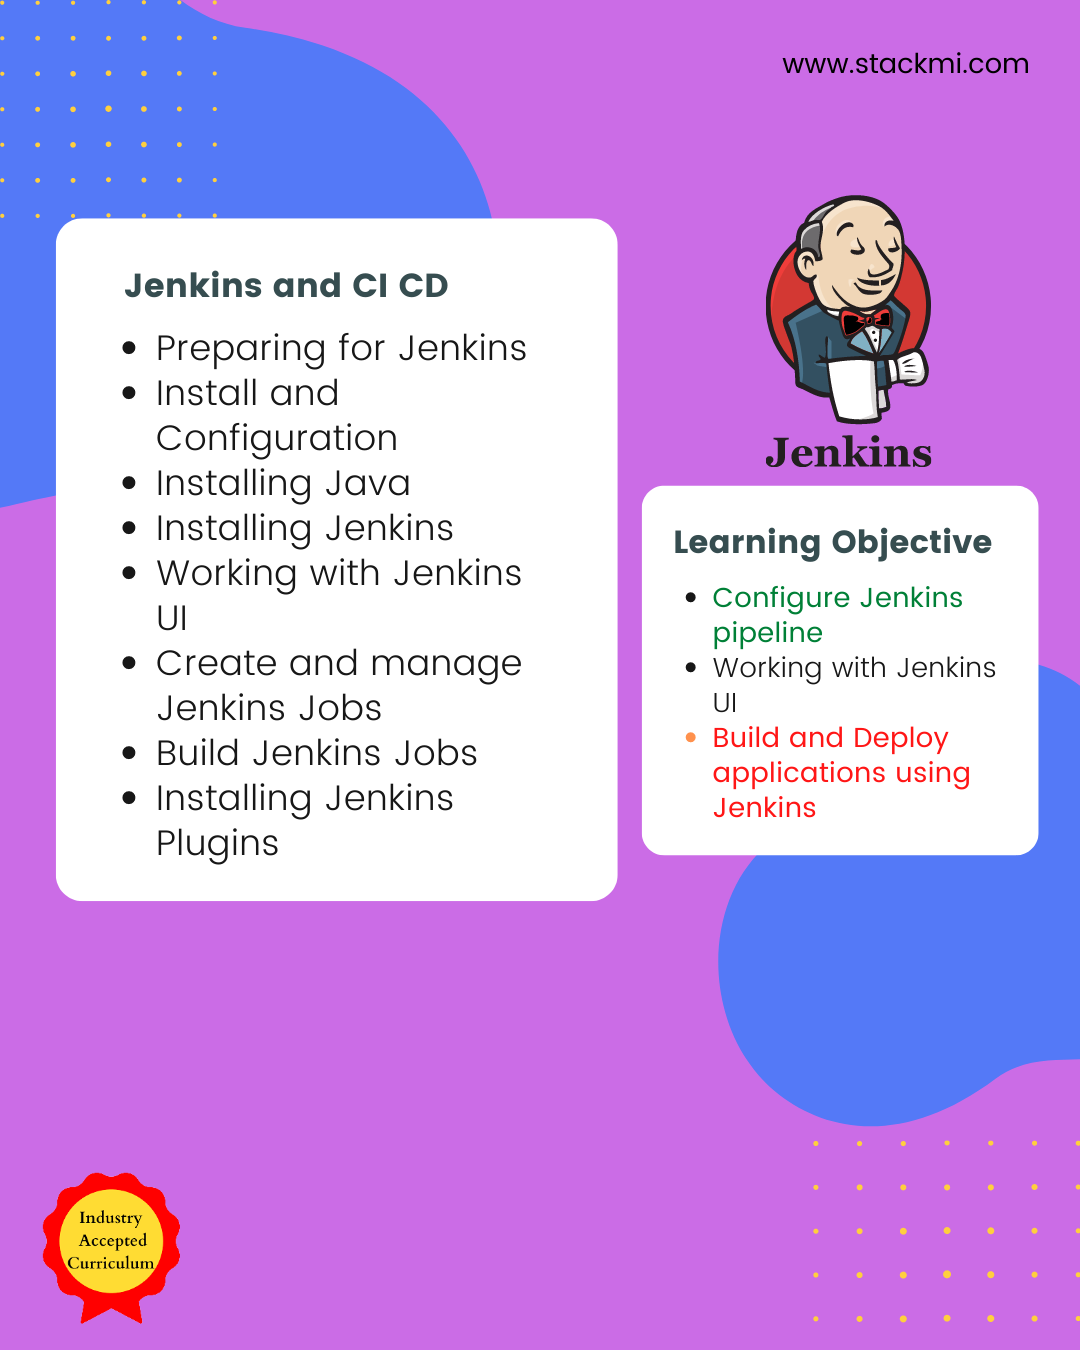 www.stackmi.com
Jenkins and CI CD
Preparing for Jenkins
Install and
Configuration
Installing Java
Installing Jenkins
Working with Jenkins
UI
Create and manage
Jenkins Jobs
Build Jenkins Jobs
Installing Jenkins
Plugins
Jenkins
Learning Objective
Configure Jenkins
pipeline
Working with Jenkins
UI
Build and Deploy
applications using
Jenkins
Industry
Accepted
Curriculum